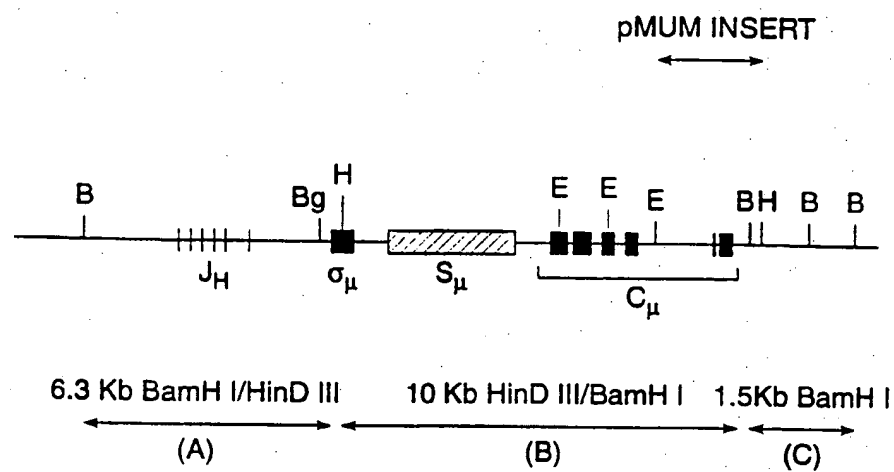 pMUM INSERT
B Bg H E E E B H B B
J_H σ_μ S_μ C_μ
6.3 Kb BamH I/HinD III 10 Kb HinD III/BamH I 1.5Kb BamH I
(A) (B) (C)